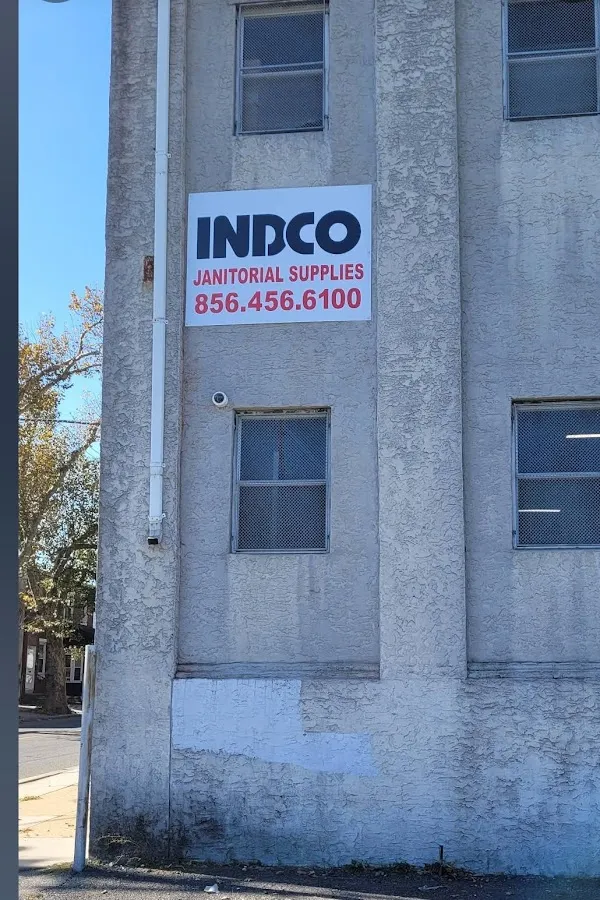 INDCO
JANITORIAL SUPPLIES
856.456.6100